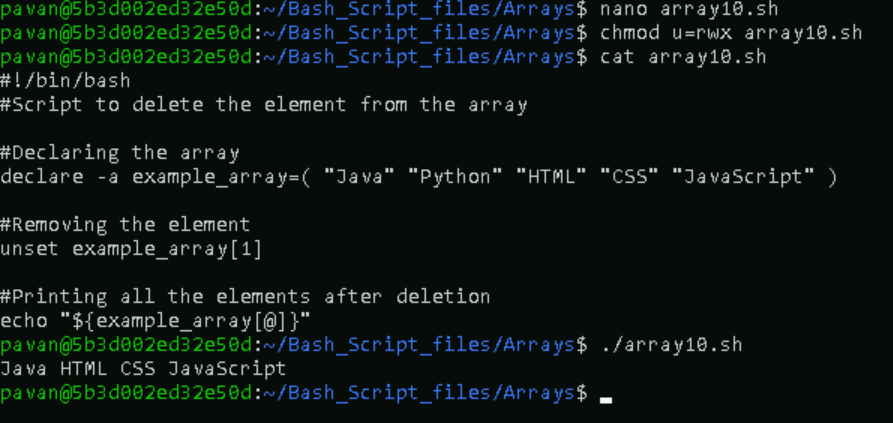 pavan@5b3d002ed32e50d:~/Bash_Script_files/Arrays$ nano array10.sh
pavan@5b3d002ed32e50d:~/Bash_Script_files/Arrays$ chmod u=rwx array10.sh
pavan@5b3d002ed32e50d:~/Bash_Script_files/Arrays$ cat array10.sh
#!/bin/bash
#Script to delete the element from the array
#Declaring the array
declare -a example_array=( "Java" "Python" "HTML" "CSS" "JavaScript" )
#Removing the element
unset example_array[1]
#Printing all the elements after deletion
echo "${example_array[@]}"
pavan@5b3d002ed32e50d:~/Bash_Script_files/Arrays$ ./array10.sh
Java HTML CSS JavaScript
pavan@5b3d002ed32e50d:~/Bash_Script_files/Arrays$